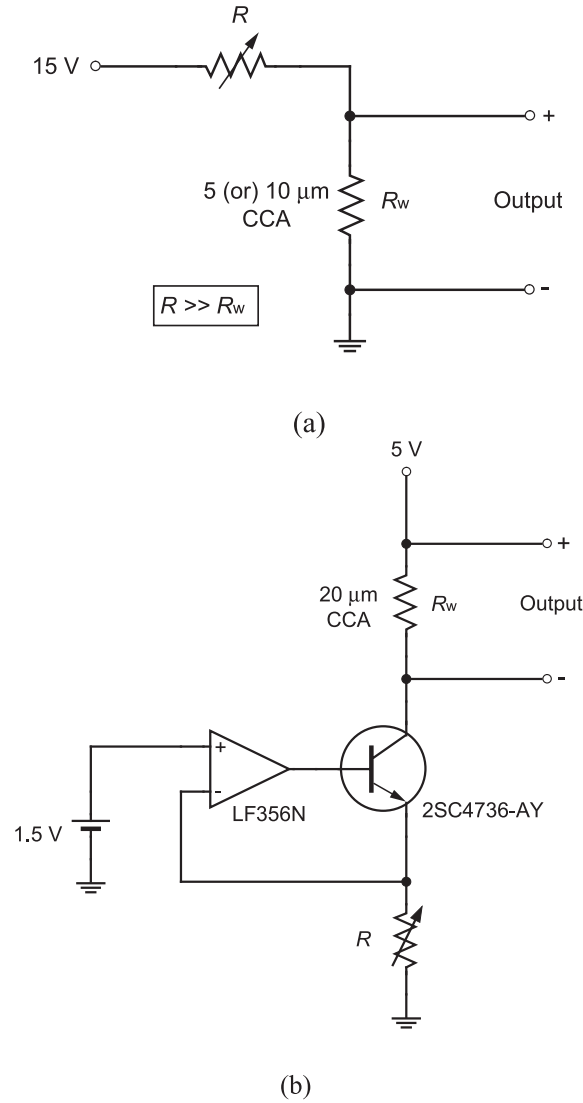 R
15 V
+
5 (or) 10 μm
CCA
Rw
Output
-
R >> Rw
(a)
5 V
+
20 μm
CCA
Rw
Output
-
+
-
LF356N
2SC4736-AY
1.5 V
R
(b)